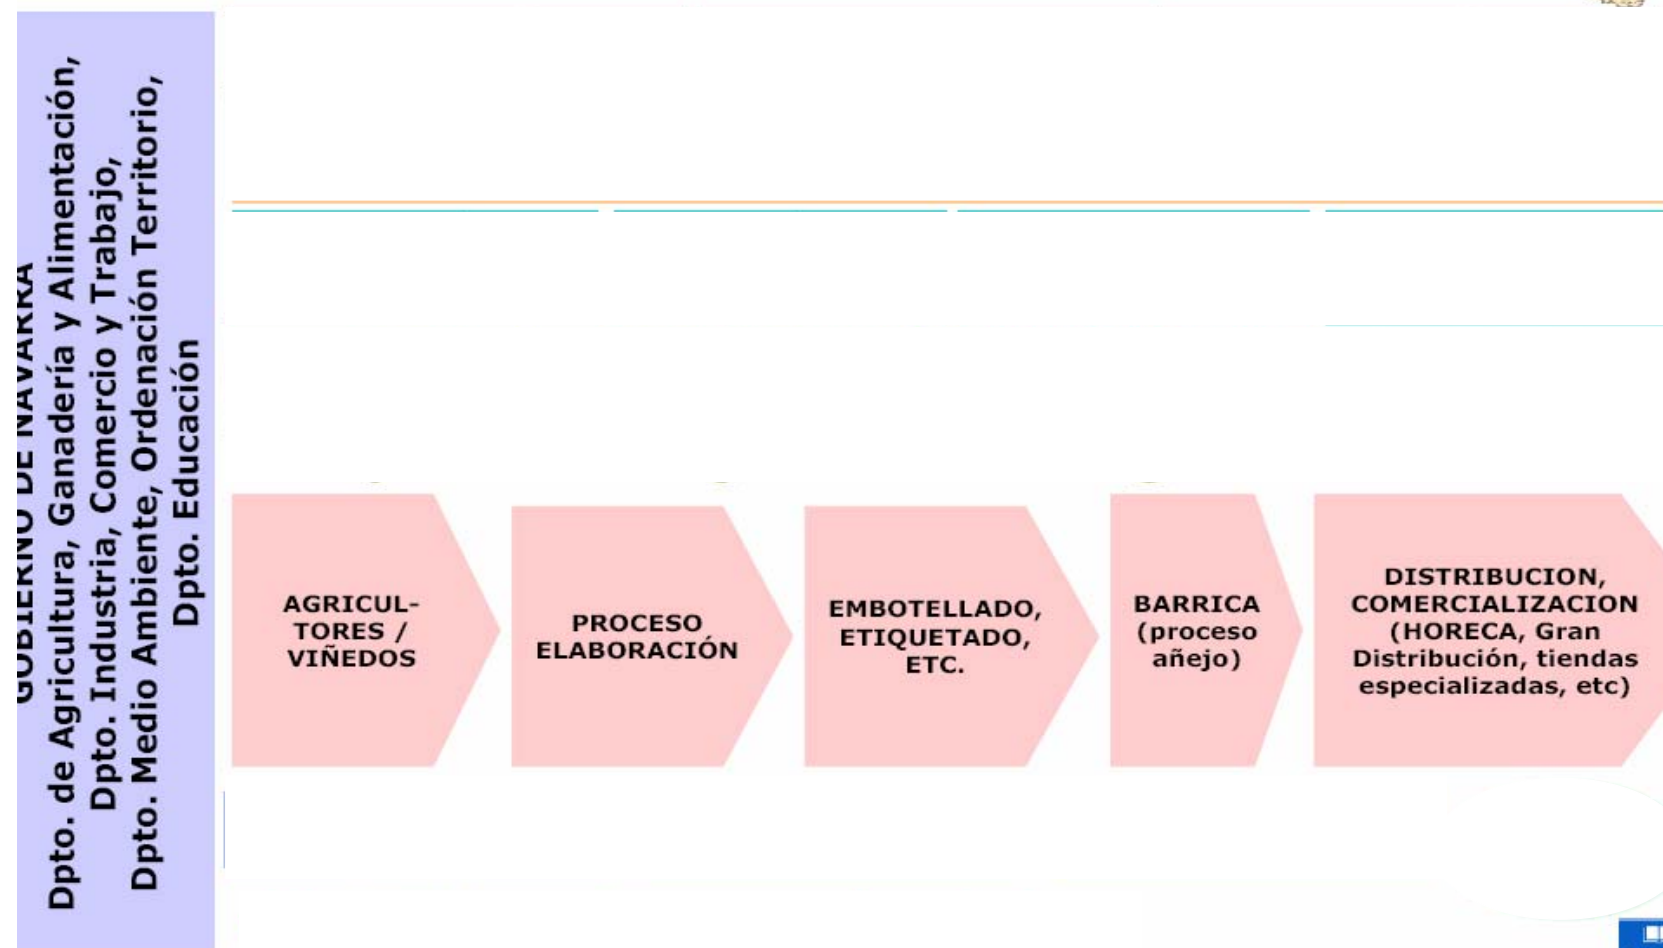 GOBIERNO DE NAVARRA
Dpto. de Agricultura, Ganadería y Alimentación,
Dpto. Industria, Comercio y Trabajo,
Dpto. Medio Ambiente, Ordenación Territorio,
Dpto. Educación
AGRICUL-
TORES /
VIÑEDOS
PROCESO
ELABORACIÓN
EMBOTELLADO,
ETIQUETADO,
ETC.
BARRICA
(proceso
añejo)
DISTRIBUCION,
COMERCIALIZACION
(HORECA, Gran
Distribución, tiendas
especializadas, etc)